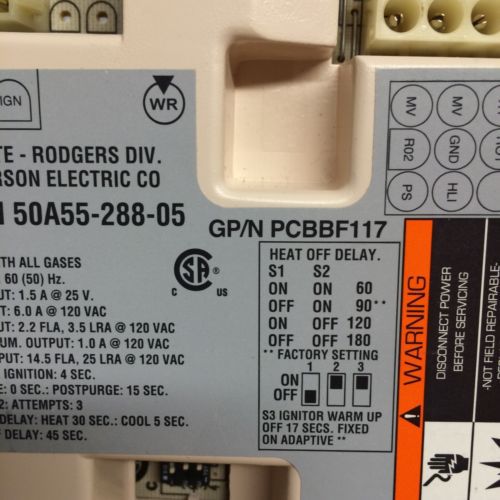 IGN
WR
TE - RODGERS DIV.
RSON ELECTRIC CO
50A55-288-05
GP/N PCBBF117
MV MV
R02 GND
PS HLI
TH ALL GASES
60 (50) Hz.
UT: 1.5 A @ 25 V.
UT: 6.0 A @ 120 VAC
UT: 2.2 FLA, 3.5 LRA @ 120 VAC
UM. OUTPUT: 1.0 A @ 120 VAC
PUT: 14.5 FLA, 25 LRA @ 120 VAC
IGNITION: 4 SEC.
E: 0 SEC.: POSTPURGE: 15 SEC.
2: ATTEMPTS: 3
DELAY: HEAT 30 SEC.: COOL 5 SEC.
F DELAY: 45 SEC.
CSA
C US
HEAT OFF DELAY.
S1 S2
ON ON 60
OFF ON 90**
ON OFF 120
OFF OFF 180
** FACTORY SETTING
1 2 3
ON
OFF
S3 IGNITOR WARM UP
OFF 17 SECS. FIXED
ON ADAPTIVE **
WARNING
DISCONNECT POWER
BEFORE SERVICING
-NOT FIELD REPAIRABLE-